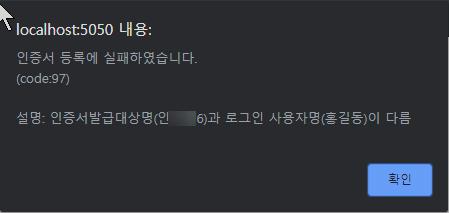 localhost:5050 내용:
인증서 등록에 실패하였습니다.
(code:97)
설명: 인증서발급대상명(인 6)과 로그인 사용자명(홍길동)이 다름
확인